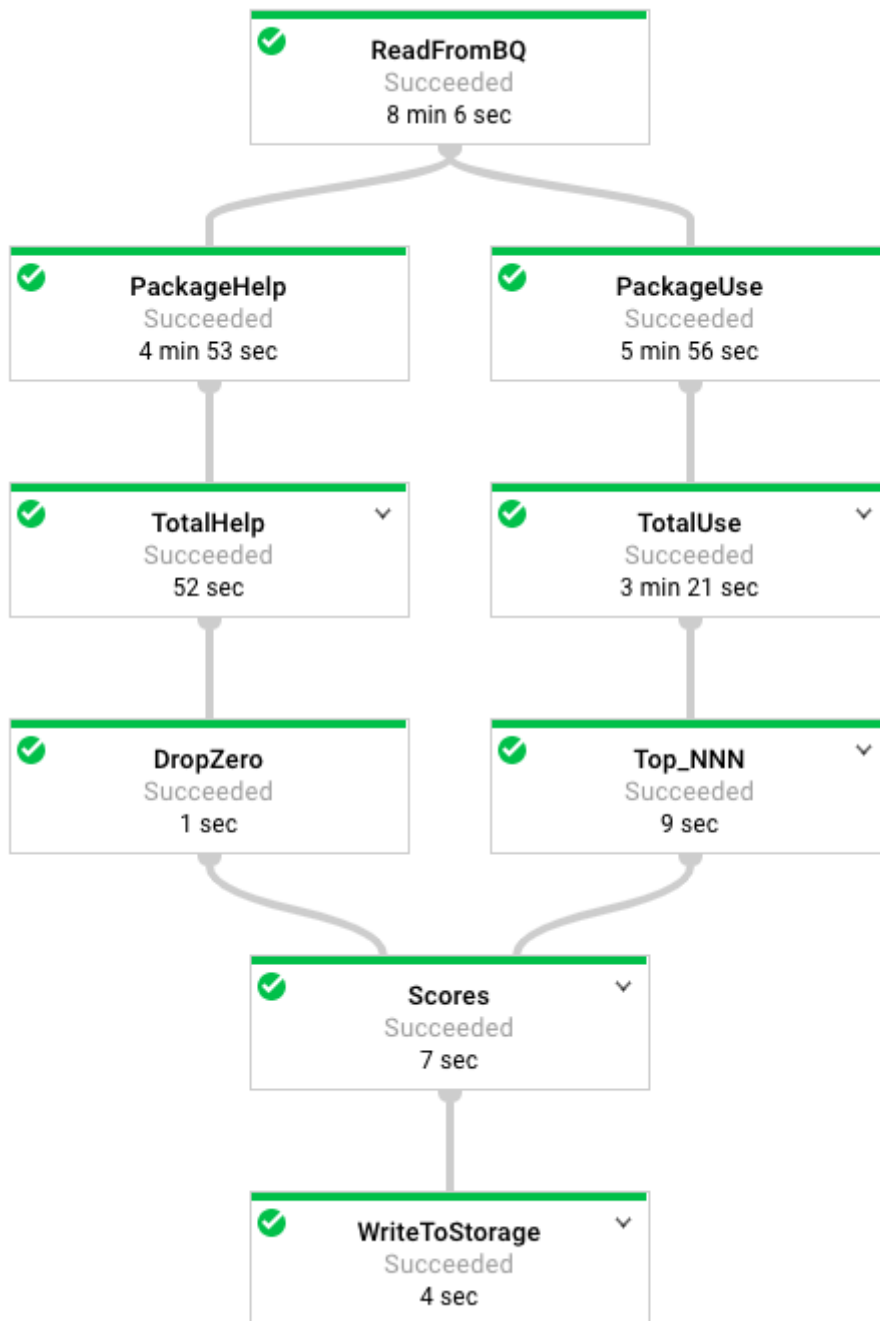 ReadFromBQ
Succeeded
8 min 6 sec
PackageHelp
Succeeded
4 min 53 sec
PackageUse
Succeeded
5 min 56 sec
TotalHelp
Succeeded
52 sec
TotalUse
Succeeded
3 min 21 sec
DropZero
Succeeded
1 sec
Top_NNN
Succeeded
9 sec
Scores
Succeeded
7 sec
WriteToStorage
Succeeded
4 sec